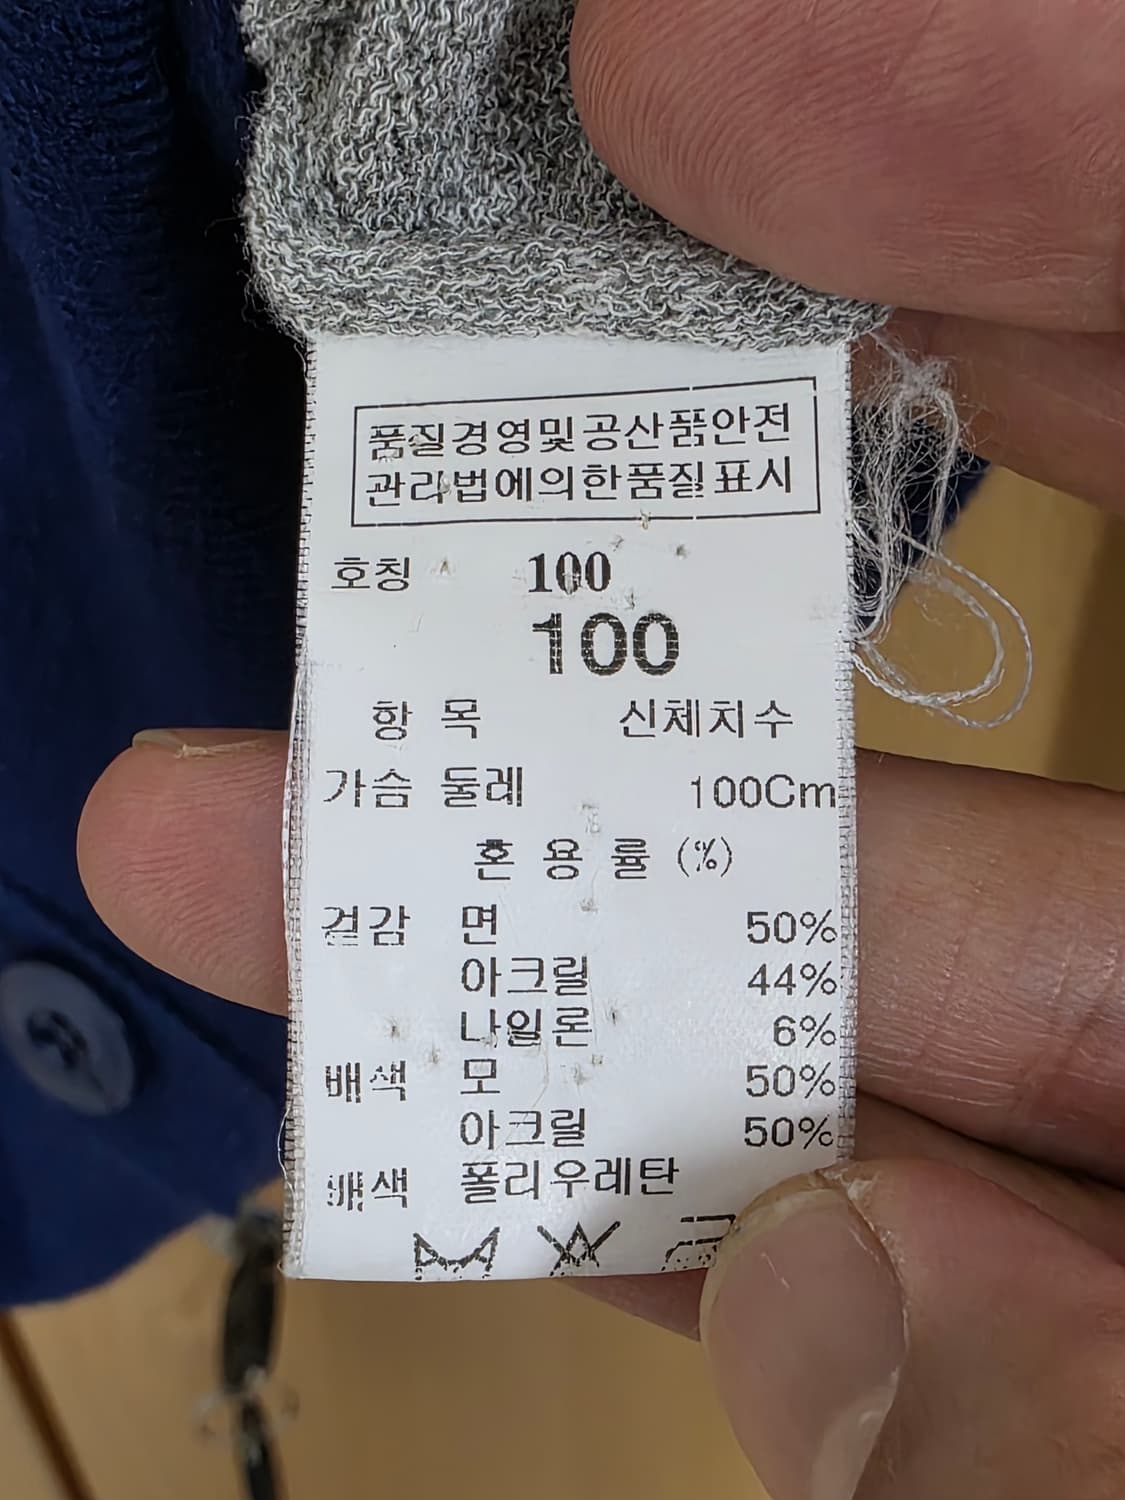 품질경영및공산품안전
관리법에의한품질표시
호칭 100
100
항 목 신체치수
가슴 둘레 100Cm
혼 용 률 (%)
겉감 면 50%
아크릴 44%
나일론 6%
배색 모 50%
아크릴 50%
배색 폴리우레탄